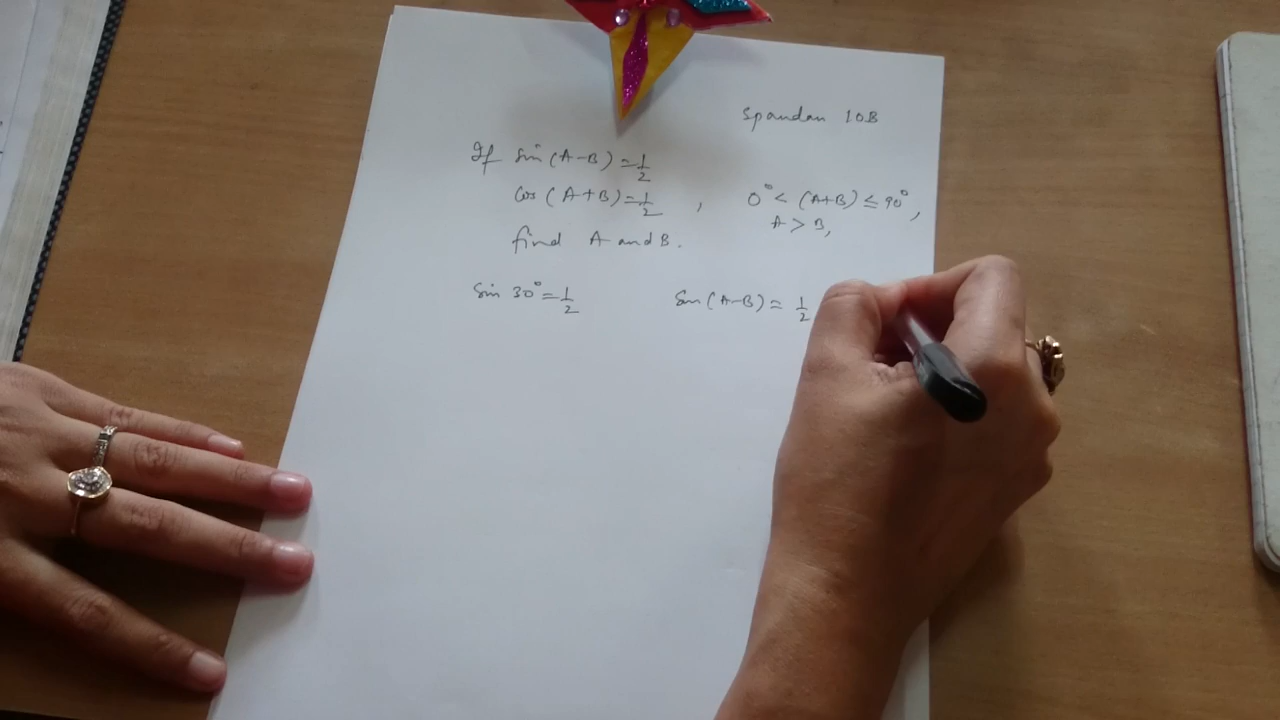 Spandan 10B
If Sin(A-B)=1/2
Cos(A+B)=1/2 , 0°< (A+B) ≤ 90°,
A > B,
find A and B.
Sin 30°=1/2 Sin(A-B)= 1/2